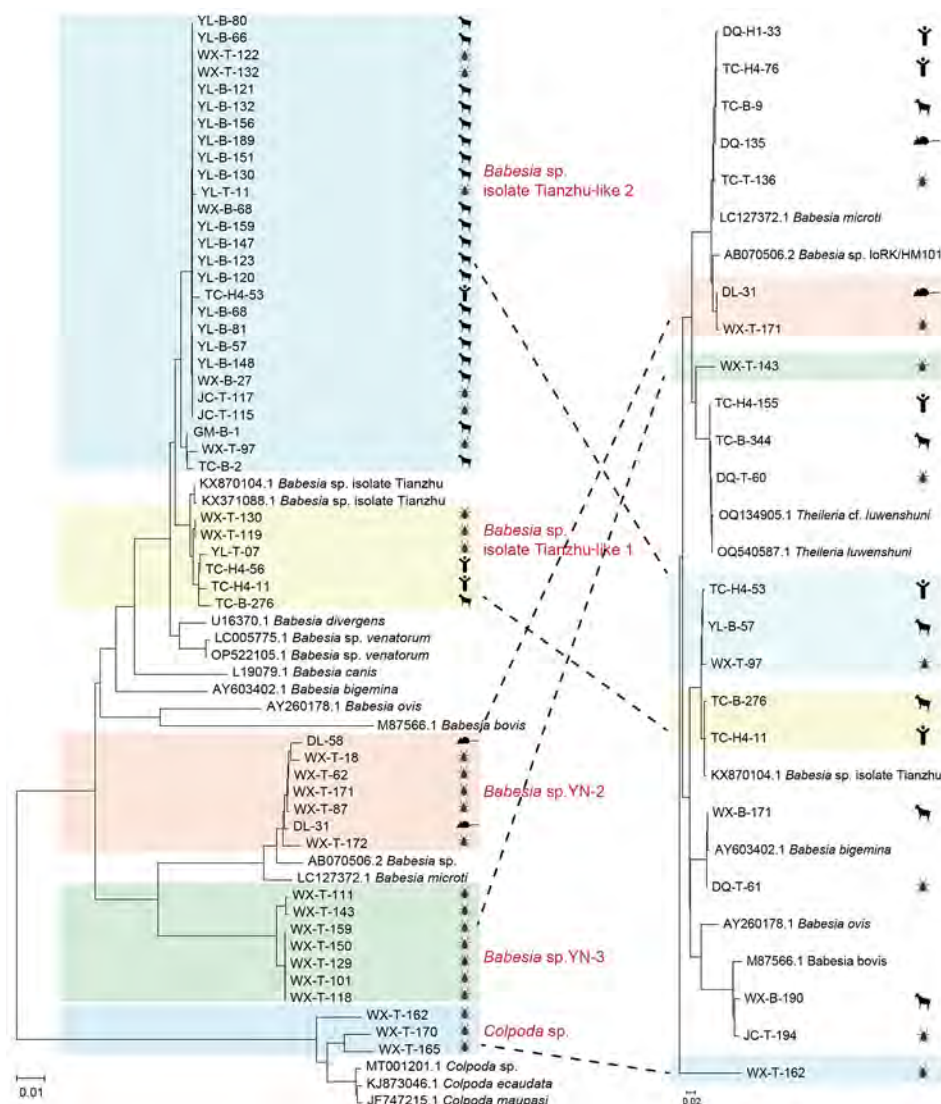 YL-B-80
YL-B-66
WX-T-122
WX-T-132
YL-B-121
YL-B-132
YL-B-156
YL-B-189
YL-B-151
YL-B-130
YL-T-11
WX-B-68
YL-B-159
YL-B-147
YL-B-123
YL-B-120
TC-H4-53
YL-B-68
YL-B-81
YL-B-57
YL-B-148
WX-B-27
JC-T-117
JC-T-115
GM-B-1
WX-T-97
TC-B-2
Babesia sp.
isolate Tianzhu-like 2
KX870104.1 Babesia sp. isolate Tianzhu
KX371088.1 Babesia sp. isolate Tianzhu
WX-T-130
WX-T-119
YL-T-07
TC-H4-56
TC-H4-11
TC-B-276
Babesia sp.
isolate Tianzhu-like 1
U16370.1 Babesia divergens
LC005775.1 Babesia sp. venatorum
OP522105.1 Babesia sp. venatorum
L19079.1 Babesia canis
AY603402.1 Babesia bigemina
AY260178.1 Babesia ovis
M87566.1 Babesia bovis
DL-58
WX-T-18
WX-T-62
WX-T-171
WX-T-87
DL-31
WX-T-172
Babesia sp.YN-2
AB070506.2 Babesia sp.
LC127372.1 Babesia microti
WX-T-111
WX-T-143
WX-T-159
WX-T-150
WX-T-129
WX-T-101
WX-T-118
Babesia sp.YN-3
WX-T-162
WX-T-170
WX-T-165
Colpoda sp.
MT001201.1 Colpoda sp.
KJ873046.1 Colpoda ecaudata
JF747215.1 Colpoda maupasi
0.01
DQ-H1-33
TC-H4-76
TC-B-9
DQ-135
TC-T-136
LC127372.1 Babesia microti
AB070506.2 Babesia sp. IoRK/HM101
DL-31
WX-T-171
WX-T-143
TC-H4-155
TC-B-344
DQ-T-60
OQ134905.1 Theileria cf. luwenshuni
OQ540587.1 Theileria luwenshuni
TC-H4-53
YL-B-57
WX-T-97
TC-B-276
TC-H4-11
KX870104.1 Babesia sp. isolate Tianzhu
WX-B-171
AY603402.1 Babesia bigemina
DQ-T-61
AY260178.1 Babesia ovis
M87566.1 Babesia bovis
WX-B-190
JC-T-194
WX-T-162
0.02